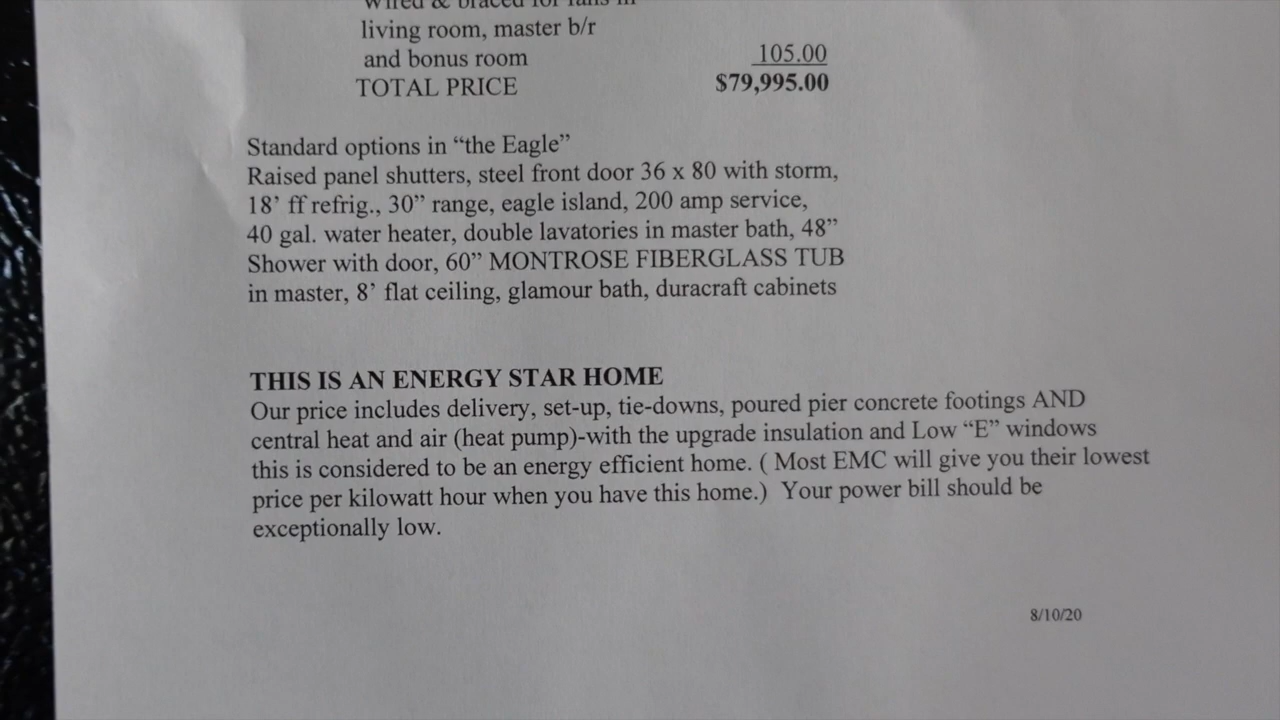 Wired & braced for fans in
living room, master b/r
and bonus room 105.00
TOTAL PRICE $79,995.00
Standard options in “the Eagle”
Raised panel shutters, steel front door 36 x 80 with storm,
18’ ff refrig., 30” range, eagle island, 200 amp service,
40 gal. water heater, double lavatories in master bath, 48”
Shower with door, 60” MONTROSE FIBERGLASS TUB
in master, 8’ flat ceiling, glamour bath, duracraft cabinets
THIS IS AN ENERGY STAR HOME
Our price includes delivery, set-up, tie-downs, poured pier concrete footings AND
central heat and air (heat pump)-with the upgrade insulation and Low “E” windows
this is considered to be an energy efficient home. ( Most EMC will give you their lowest
price per kilowatt hour when you have this home.) Your power bill should be
exceptionally low.
8/10/20